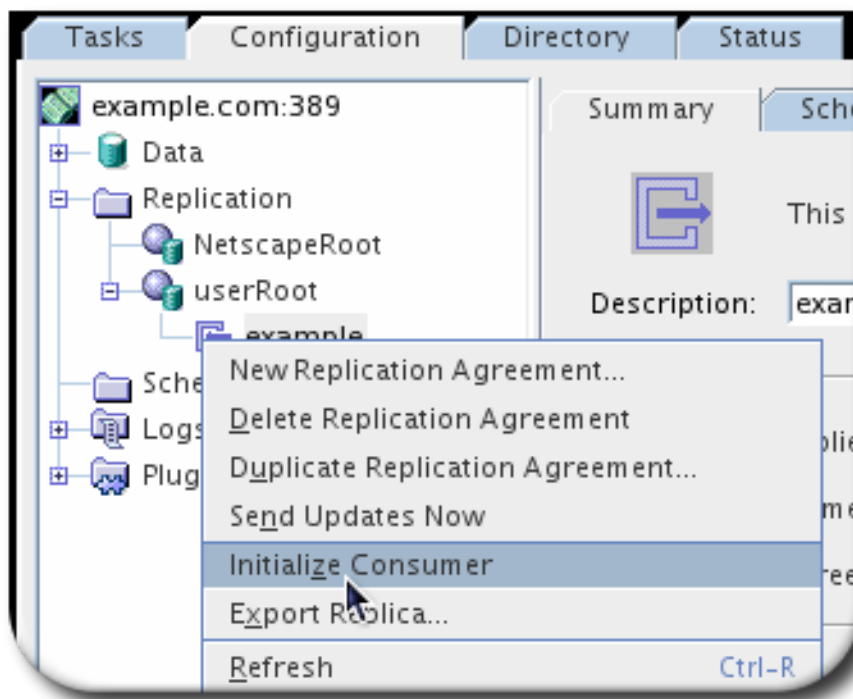 Tasks Configuration Directory Status
example.com:389
Summary
Data
Replication
This
NetscapeRoot
userRoot
Description:
example
New Replication Agreement...
Delete Replication Agreement
Logs
Duplicate Replication Agreement...
Send Updates Now
Initialize Consumer
Export Replica...
Refresh Ctrl-R